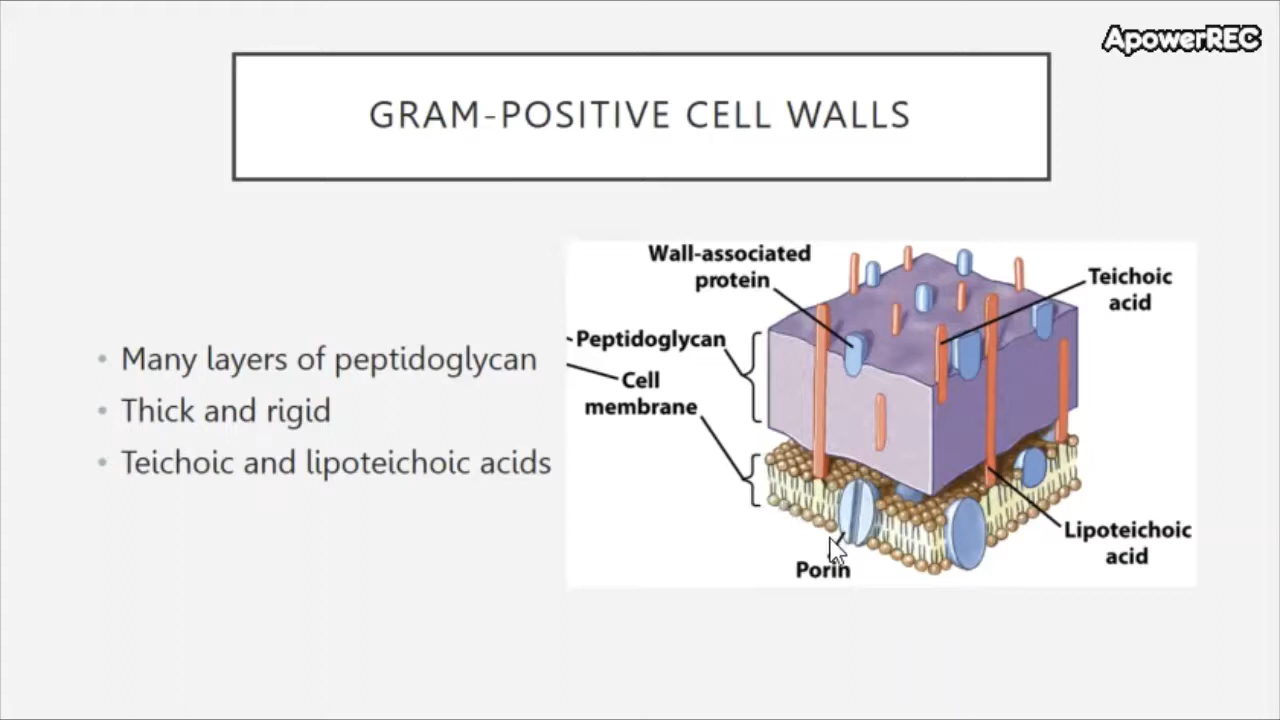 ApowerREC
GRAM-POSITIVE CELL WALLS
• Many layers of peptidoglycan
• Thick and rigid
• Teichoic and lipoteichoic acids
Wall-associated
protein
Peptidoglycan
Cell
membrane
Porin
Teichoic
acid
Lipoteichoic
acid